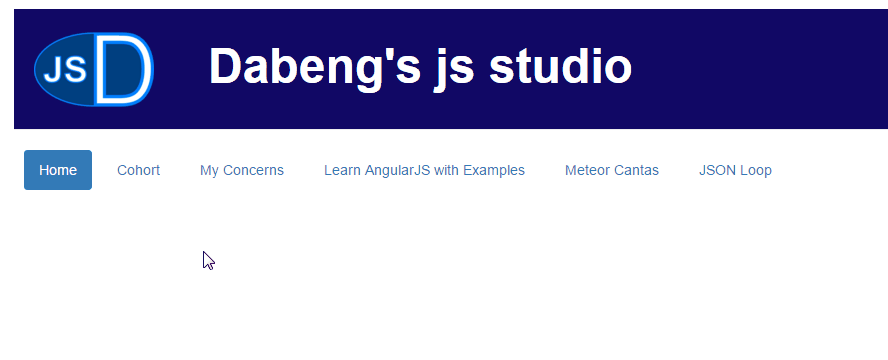 JS D Dabeng's js studio
Home Cohort My Concerns Learn AngularJS with Examples Meteor Cantas JSON Loop